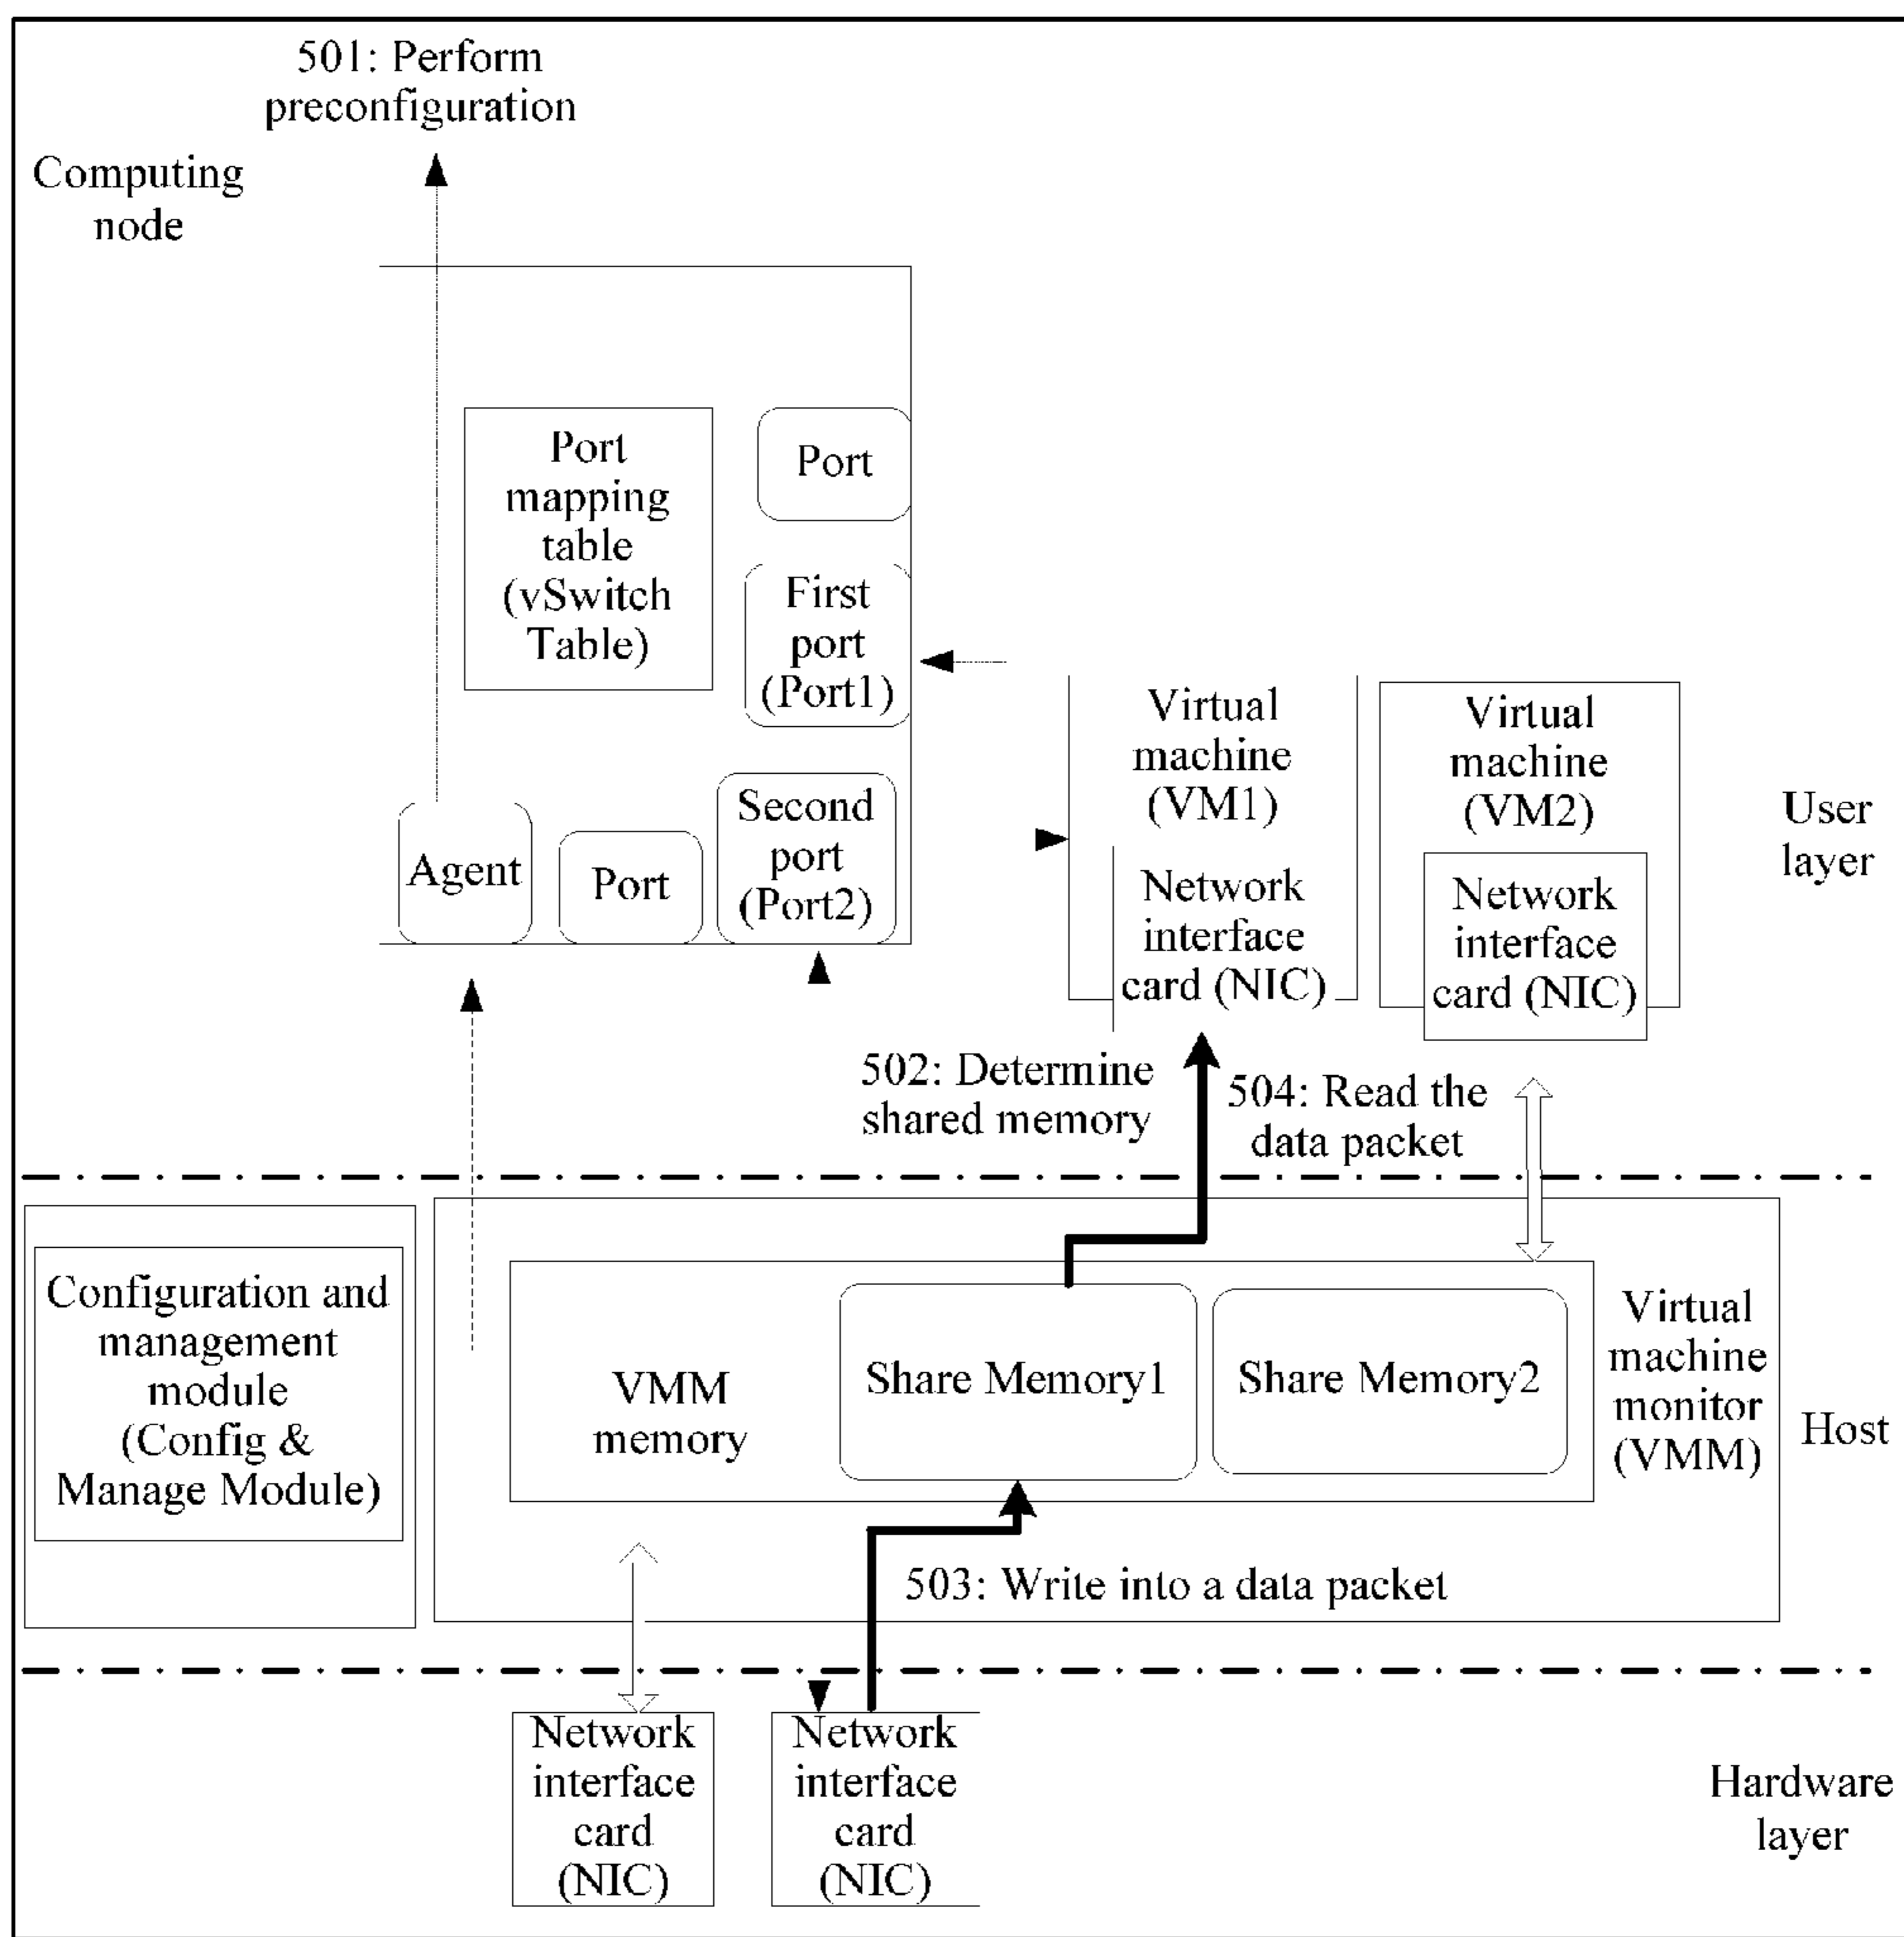 501: Perform
preconfiguration
Computing
node
Port
mapping
table
(vSwitch
Table)
Port
First
port
(Port1)
Agent
Port
Second
port
(Port2)
Virtual
machine
(VM1)
Network
interface
card (NIC)
Virtual
machine
(VM2)
Network
interface
card (NIC)
User
layer
502: Determine
shared memory
504: Read the
data packet
Configuration and
management
module
(Config &
Manage Module)
VMM
memory
Share Memory1
Share Memory2
Virtual
machine
monitor
(VMM)
Host
503: Write into a data packet
Network
interface
card
(NIC)
Network
interface
card
(NIC)
Hardware
layer